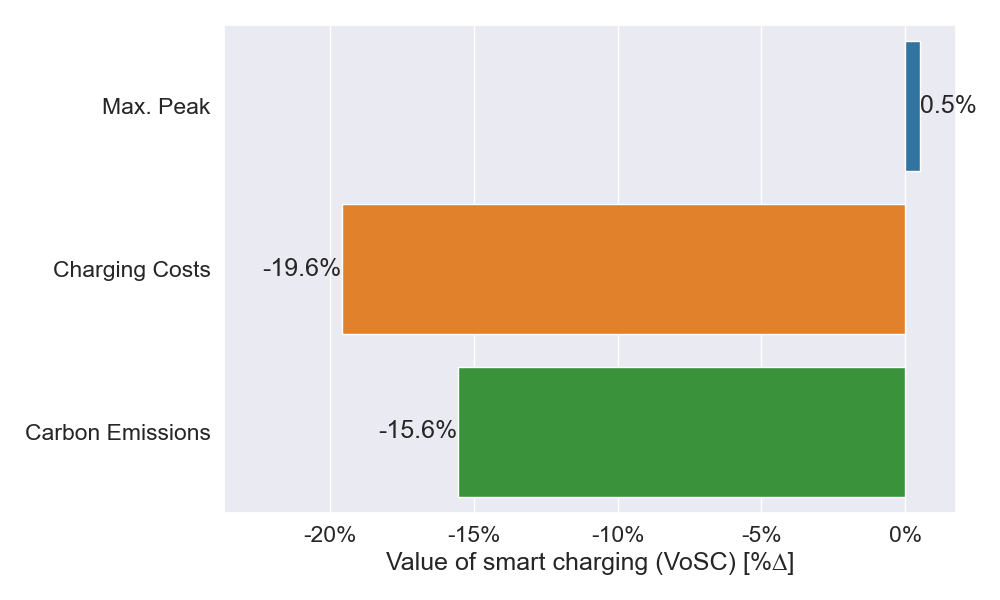 Max. Peak
0.5%
Charging Costs
-19.6%
Carbon Emissions
-15.6%
-20% -15% -10% -5% 0%
Value of smart charging (VoSC) [%Δ]